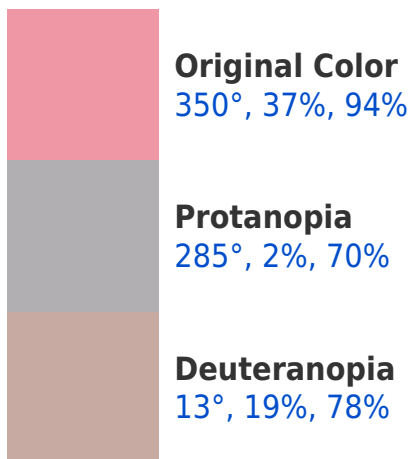 Original Color
350°, 37%, 94%
Protanopia
285°, 2%, 70%
Deuteranopia
13°, 19%, 78%